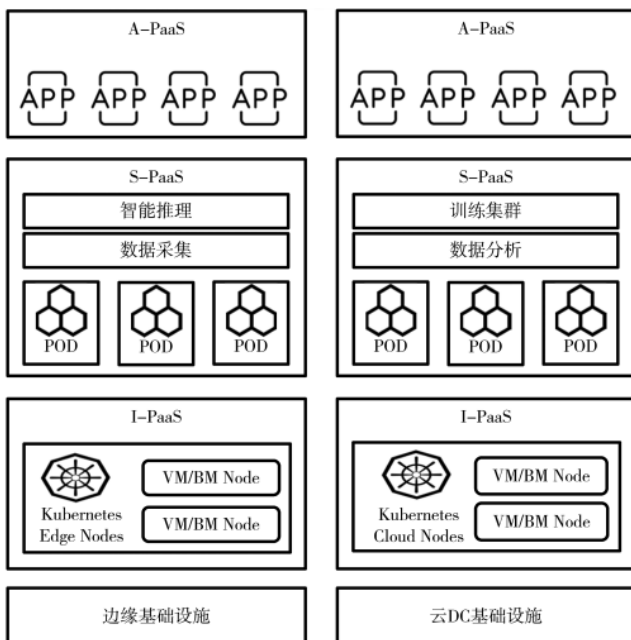 A-PaaS
APP APP APP APP
S-PaaS
智能推理
数据采集
POD POD POD
I-PaaS
Kubernetes
Edge Nodes
VM/BM Node
VM/BM Node
边缘基础设施
A-PaaS
APP APP APP APP
S-PaaS
训练集群
数据分析
POD POD POD
I-PaaS
Kubernetes
Cloud Nodes
VM/BM Node
VM/BM Node
云DC基础设施